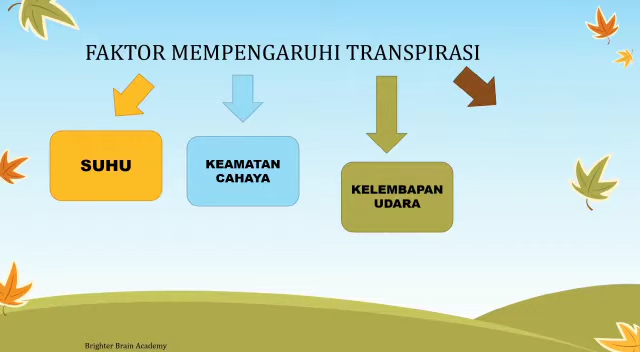 FAKTOR MEMPENGARUHI TRANSPIRASI
SUHU
KEAMATAN
CAHAYA
KELEMBAPAN
UDARA
Brighter Brain Academy